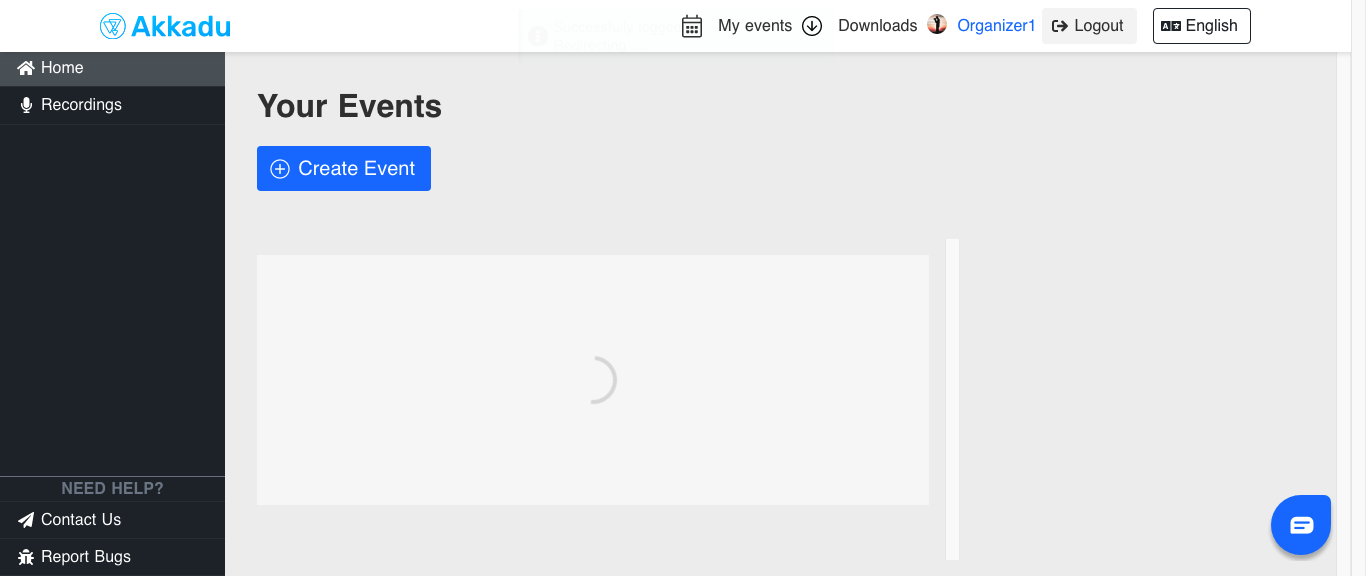 Akkadu
My events
Downloads
Organizer1
Logout
English
Home
Recordings
Your Events
Create Event
NEED HELP?
Contact Us
Report Bugs